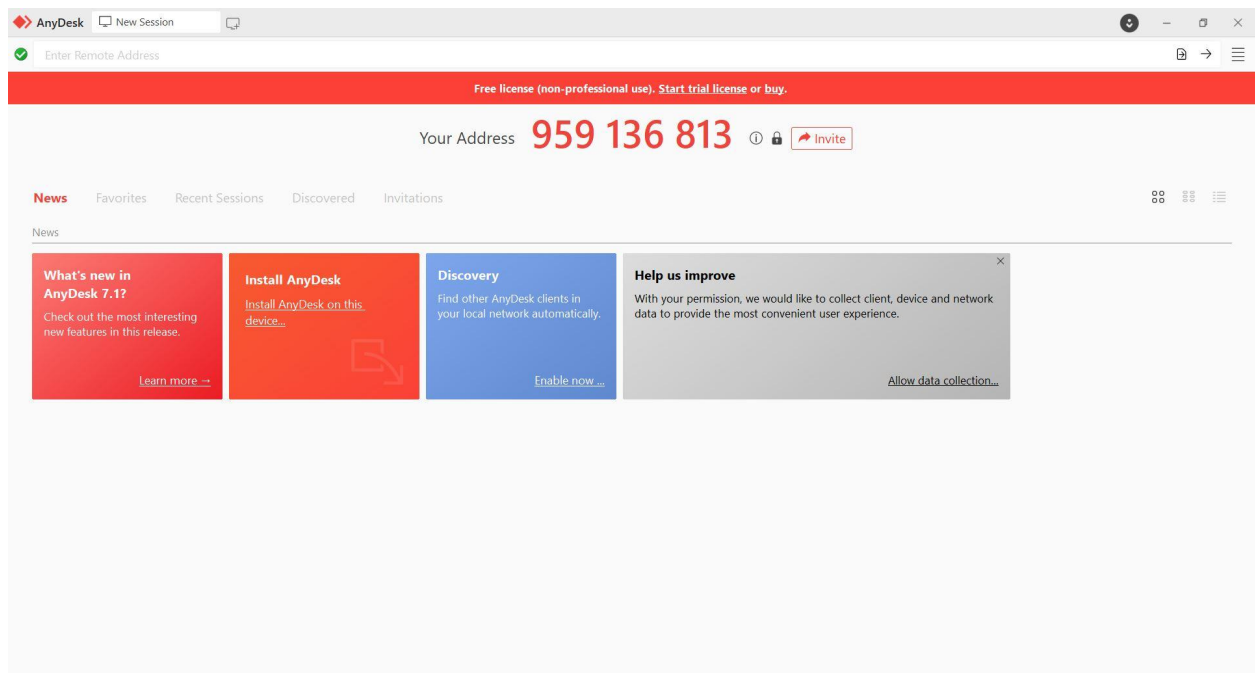 AnyDesk New Session
Enter Remote Address
Free license (non-professional use). Start trial license or buy.
Your Address 959 136 813 Invite
News Favorites Recent Sessions Discovered Invitations
News
What's new in
AnyDesk 7.1?
Check out the most interesting
new features in this release.
Learn more →
Install AnyDesk
Install AnyDesk on this
device...
Discovery
Find other AnyDesk clients in
your local network automatically.
Enable now ...
Help us improve
With your permission, we would like to collect client, device and network
data to provide the most convenient user experience.
Allow data collection...